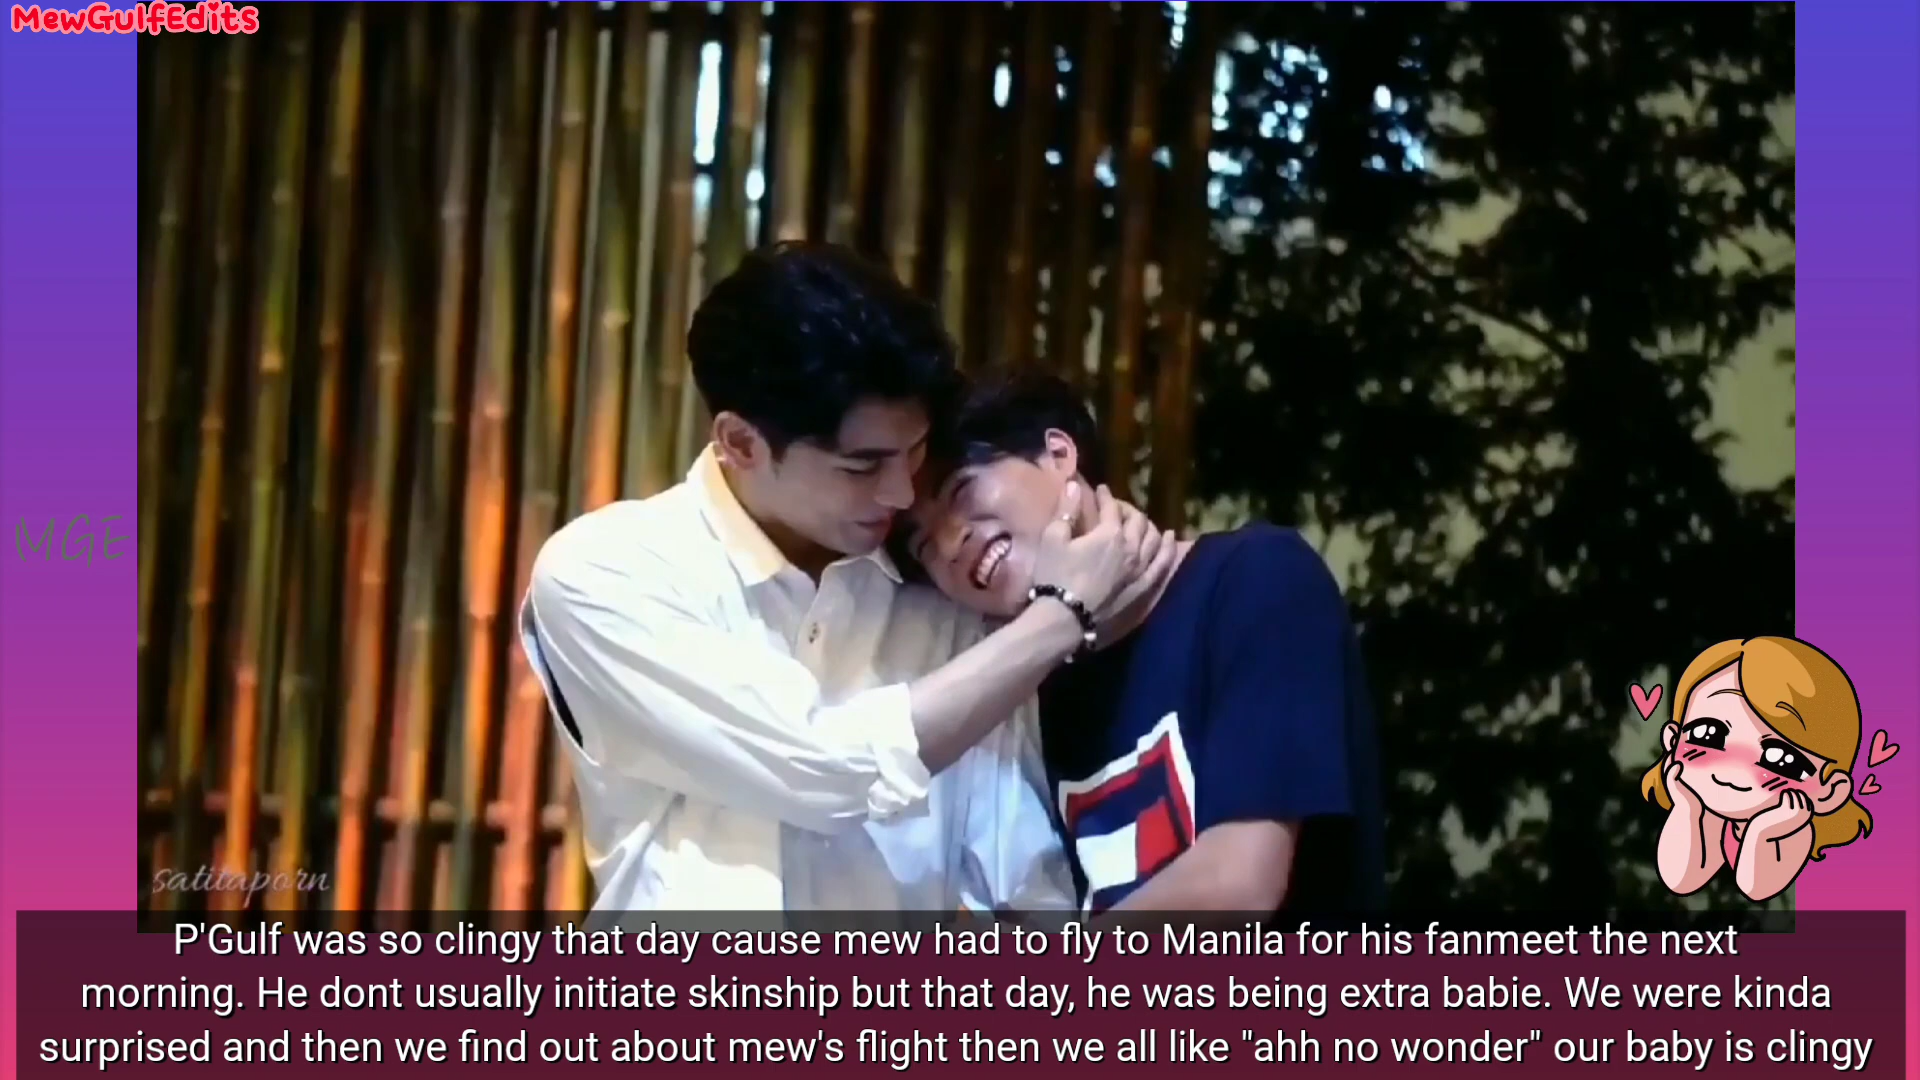 MewGulfEdits
MGE
satitaporn
P'Gulf was so clingy that day cause mew had to fly to Manila for his fanmeet the next
morning. He dont usually initiate skinship but that day, he was being extra babie. We were kinda
surprised and then we find out about mew's flight then we all like "ahh no wonder" our baby is clingy